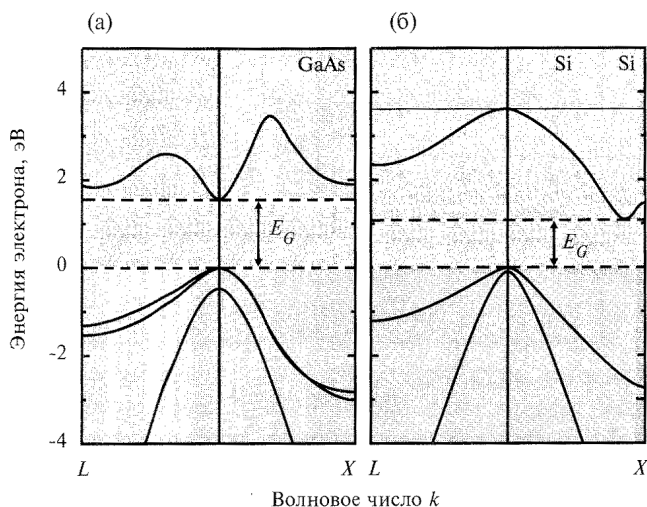 (а)
(б)
GaAs
Si Si
Энергия электрона, эВ
4
2
0
-2
-4
E_G
E_G
L
X
L
X
Волновое число k